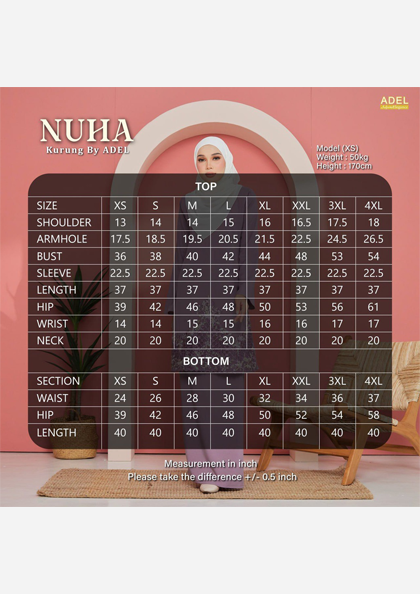 ADEL
NUHA
Kurung By ADEL
Model (XS)
Weight : 50kg
Height : 170cm
TOP
SIZE XS S M L XL XXL 3XL 4XL
SHOULDER 13 14 14 15 16 16.5 17.5 18
ARMHOLE 17.5 18.5 19.5 20.5 21.5 22.5 24.5 26.5
BUST 36 38 40 42 44 48 53 54
SLEEVE 22.5 22.5 22.5 22.5 22.5 22.5 22.5 22.5
LENGTH 37 37 37 37 37 37 37 37
HIP 39 42 46 48 50 53 56 61
WRIST 14 14 15 15 16 16 17 17
NECK 20 20 20 20 20 20 20 20
BOTTOM
SECTION XS S M L XL XXL 3XL 4XL
WAIST 24 26 28 30 32 34 36 37
HIP 39 42 46 48 50 52 54 58
LENGTH 40 40 40 40 40 40 40 40
Measurement in inch
Please take the difference +/- 0.5 inch